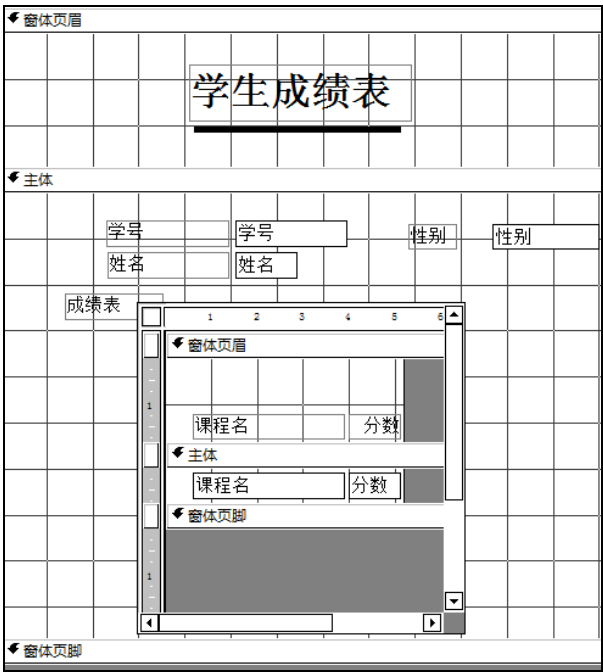 窗体页眉
学生成绩表
主体
学号 学号 性别 性别
姓名 姓名
成绩表
1 2 3 4 5 6
窗体页眉
1
课程名 分数
主体
课程名 分数
窗体页脚
1
窗体页脚